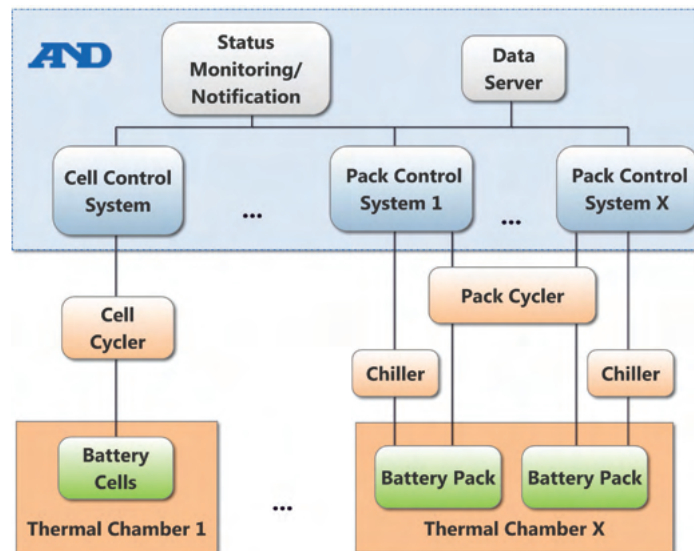 AND
Status
Monitoring/
Notification
Data
Server
Cell Control
System
...
Pack Control
System 1
...
Pack Control
System X
Cell
Cycler
Pack Cycler
Chiller
Chiller
Battery
Cells
Thermal Chamber 1
...
Battery Pack
Battery Pack
Thermal Chamber X